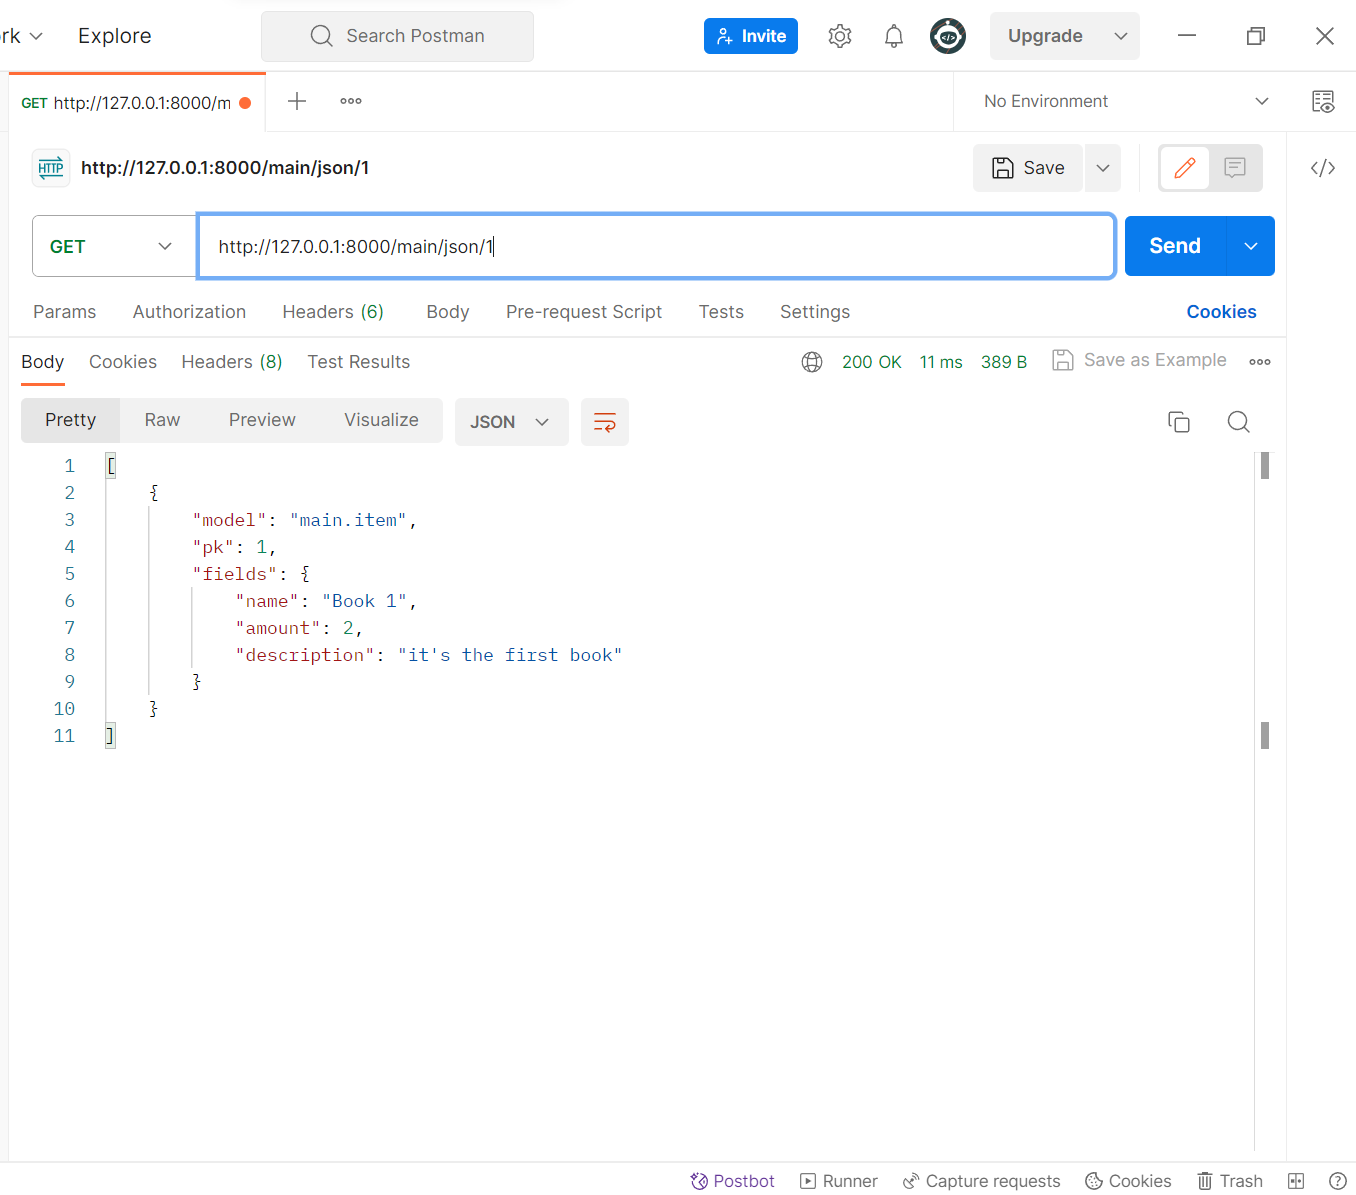 rk Explore Search Postman Invite Upgrade
GET http://127.0.0.1:8000/m No Environment
HTTP http://127.0.0.1:8000/main/json/1 Save
GET http://127.0.0.1:8000/main/json/1 Send
Params Authorization Headers (6) Body Pre-request Script Tests Settings Cookies
Body Cookies Headers (8) Test Results 200 OK 11 ms 389 B Save as Example
Pretty Raw Preview Visualize JSON
1 [
2 {
3 "model": "main.item",
4 "pk": 1,
5 "fields": {
6 "name": "Book 1",
7 "amount": 2,
8 "description": "it's the first book"
9 }
10 }
11 ]
Postbot Runner Capture requests Cookies Trash